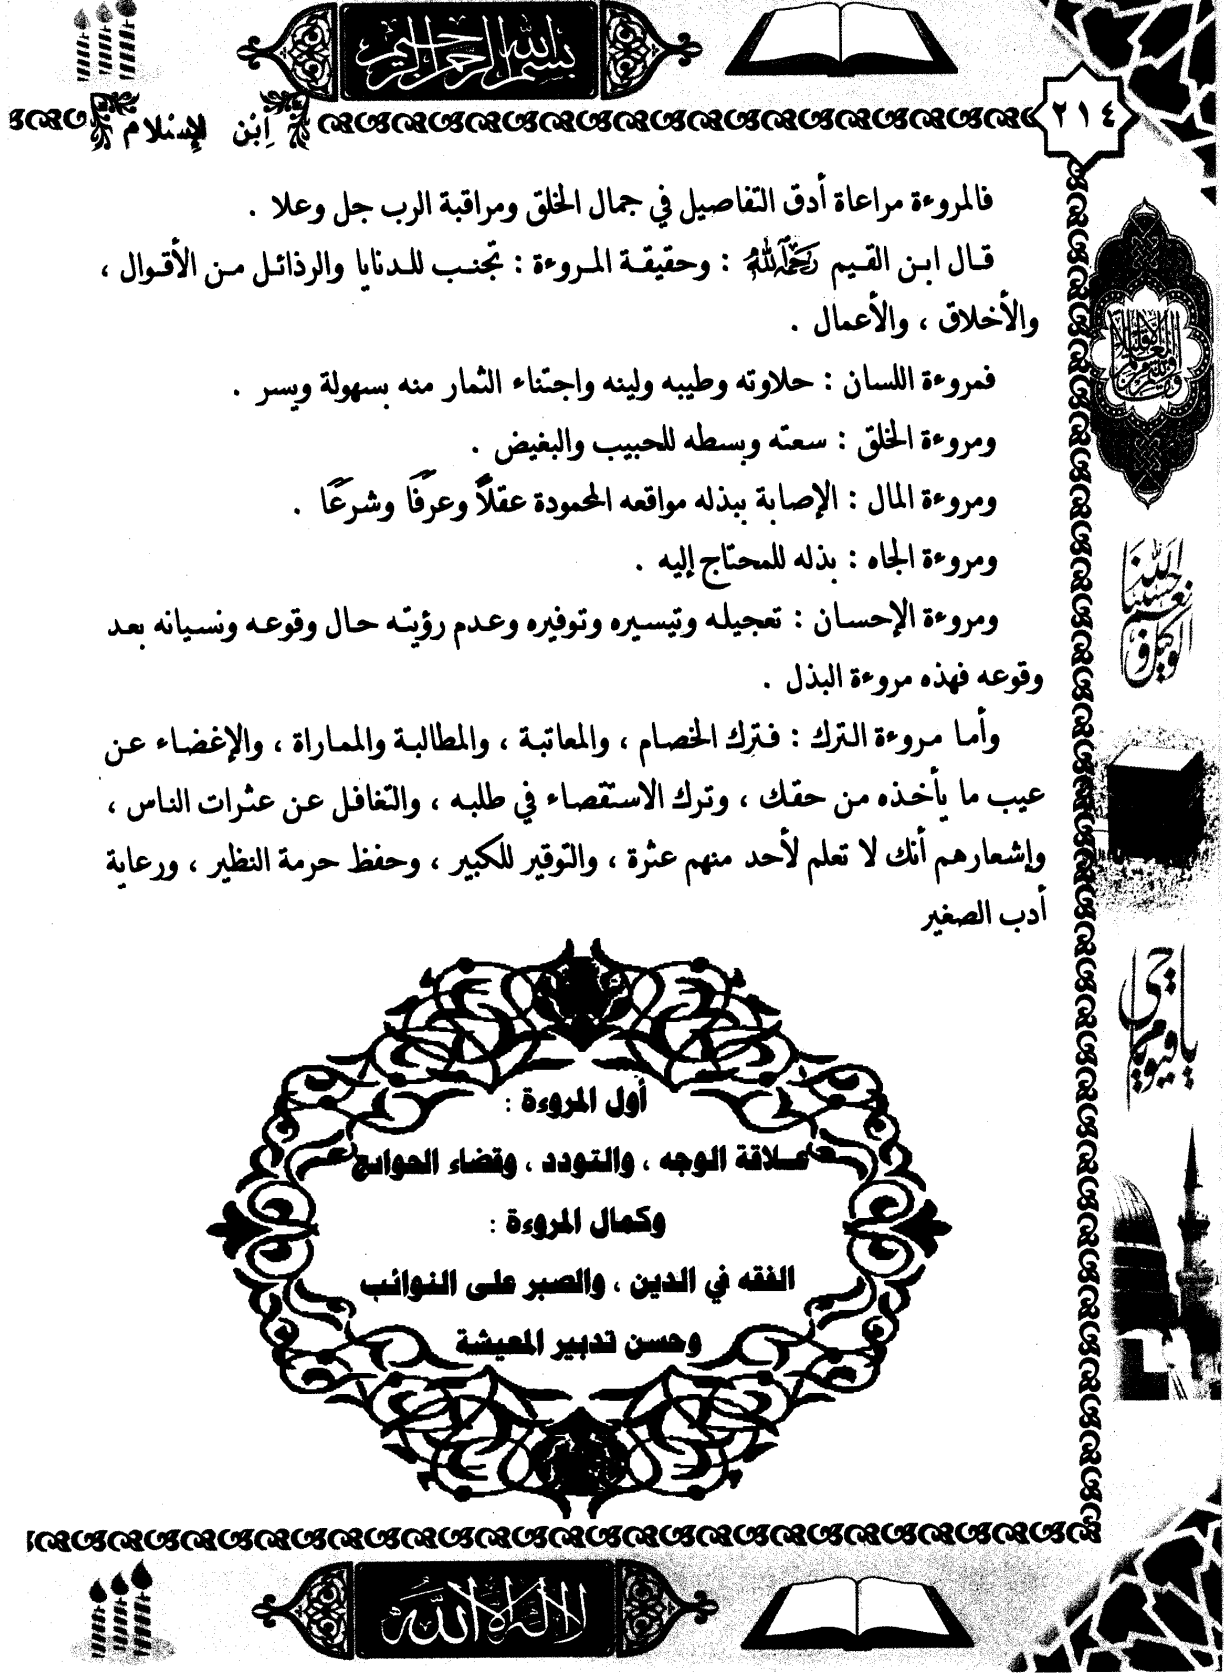 بسم الله الرحمن الرحيم
٢١٤
ابن الإسلام
فالمروءة مراعاة أدق التفاصيل في جمال الخلق ومراقبة الرب جل وعلا .
قال ابن القيم رَحِمَهُ اللهُ : وحقيقة المروءة : تجنب للدنايا والرذائل من الأقوال ،
والأخلاق ، والأعمال .
فمروءة اللسان : حلاوته وطيبه ولينه واجتناء الثمار منه بسهولة ويسر .
ومروءة الخلق : سعته وبسطه للحبيب والبغيض .
ومروءة المال : الإصابة ببذله مواقعه المحمودة عقلًا وعرفًا وشرعًا .
ومروءة الجاه : بذله للمحتاج إليه .
ومروءة الإحسان : تعجيله وتيسيره وتوفيره وعدم رؤيته حال وقوعه ونسيانه بعد
وقوعه فهذه مروءة البذل .
وأما مروءة الترك : فترك الخصام ، والمعاتبة ، والمطالبة والمماراة ، والإغضاء عن
عيب ما يأخذه من حقك ، وترك الاستقصاء في طلبه ، والتغافل عن عثرات الناس ،
وإشعارهم أنك لا تعلم لأحد منهم عثرة ، والتوقير للكبير ، وحفظ حرمة النظير ، ورعاية
أدب الصغير
أول المروءة :
طلاقة الوجه ، والتودد ، وقضاء الحوائج
وكمال المروءة :
الفقه في الدين ، والصبر على النوائب
وحسن تدبير المعيشة
حسبنا الله ونعم الوكيل
يا حي يا قيوم
لا إله إلا الله